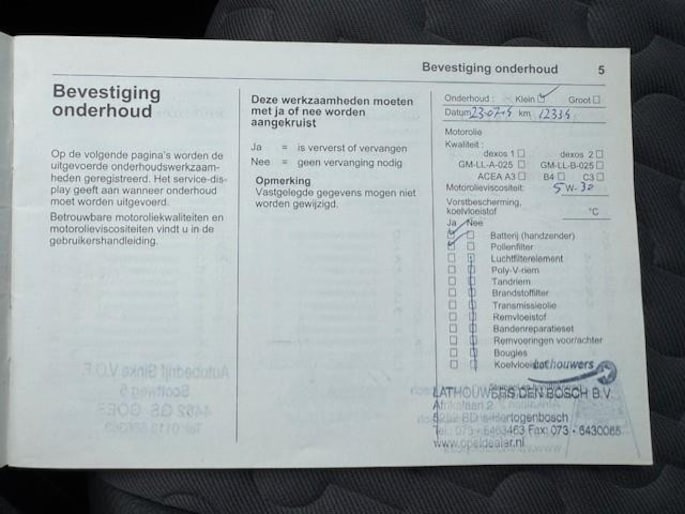 Bevestiging onderhoud 5
Bevestiging
onderhoud
Op de volgende pagina's worden de
uitgevoerde onderhoudswerkzaam-
heden geregistreerd. Het service-dis-
play geeft aan wanneer onderhoud
moet worden uitgevoerd.
Betrouwbare motoroliekwaliteiten en
motorolieviscositeiten vindt u in de
gebruikershandleiding.
Deze werkzaamheden moeten
met ja of nee worden
aangekruist
Ja = is ververst of vervangen
Nee = geen vervanging nodig
Opmerking
Vastgelegde gegevens mogen niet
worden gewijzigd.
Onderhoud : Klein Groot
Datum km 12335
Motorolie
Kwaliteit:
dexos 1 dexos 2
GM-LL-A-025 GM-LL-B-025
ACEA A3 B4 C3
Motorolieviscositeit: 5W-30
Vorstbescherming,
koelvloeistof °C
Ja Nee
Batterij (handzender)
Pollenfilter
Luchtfilterelement
Poly-V-riem
Tandriem
Brandstoffilter
Transmissieolie
Remvloeistof
Bandenreparatieset
Remvoeringen voor/achter
Bougies
Lathouwers
LATHOUWERS DEN BOSCH B.V.
Afrikalaan 2
's-Hertogenbosch
Fax: 073 - 6430065
www.opeldealer.nl